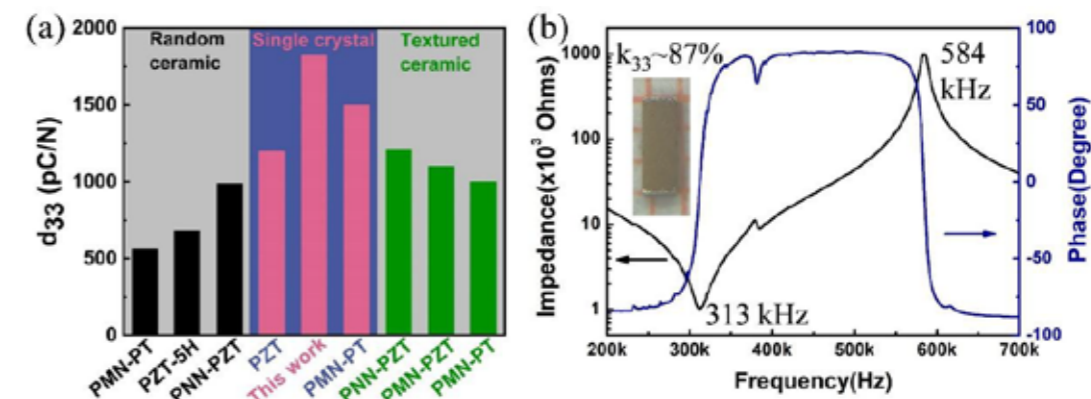 (a)
2000
1500
1000
500
0
d33 (pC/N)
Random
ceramic
Single crystal
Textured
ceramic
PMN-PT
PZT-5H
PNN-PZT
PZT
This work
PMN-PT
PNN-PZT
PMN-PZT
PMN-PT
(b)
k33~87%
584
kHz
313 kHz
1000
100
10
1
Impedance(x10³ Ohms)
100
50
0
-50
-100
Phase(Degree)
200k 300k 400k 500k 600k 700k
Frequency(Hz)